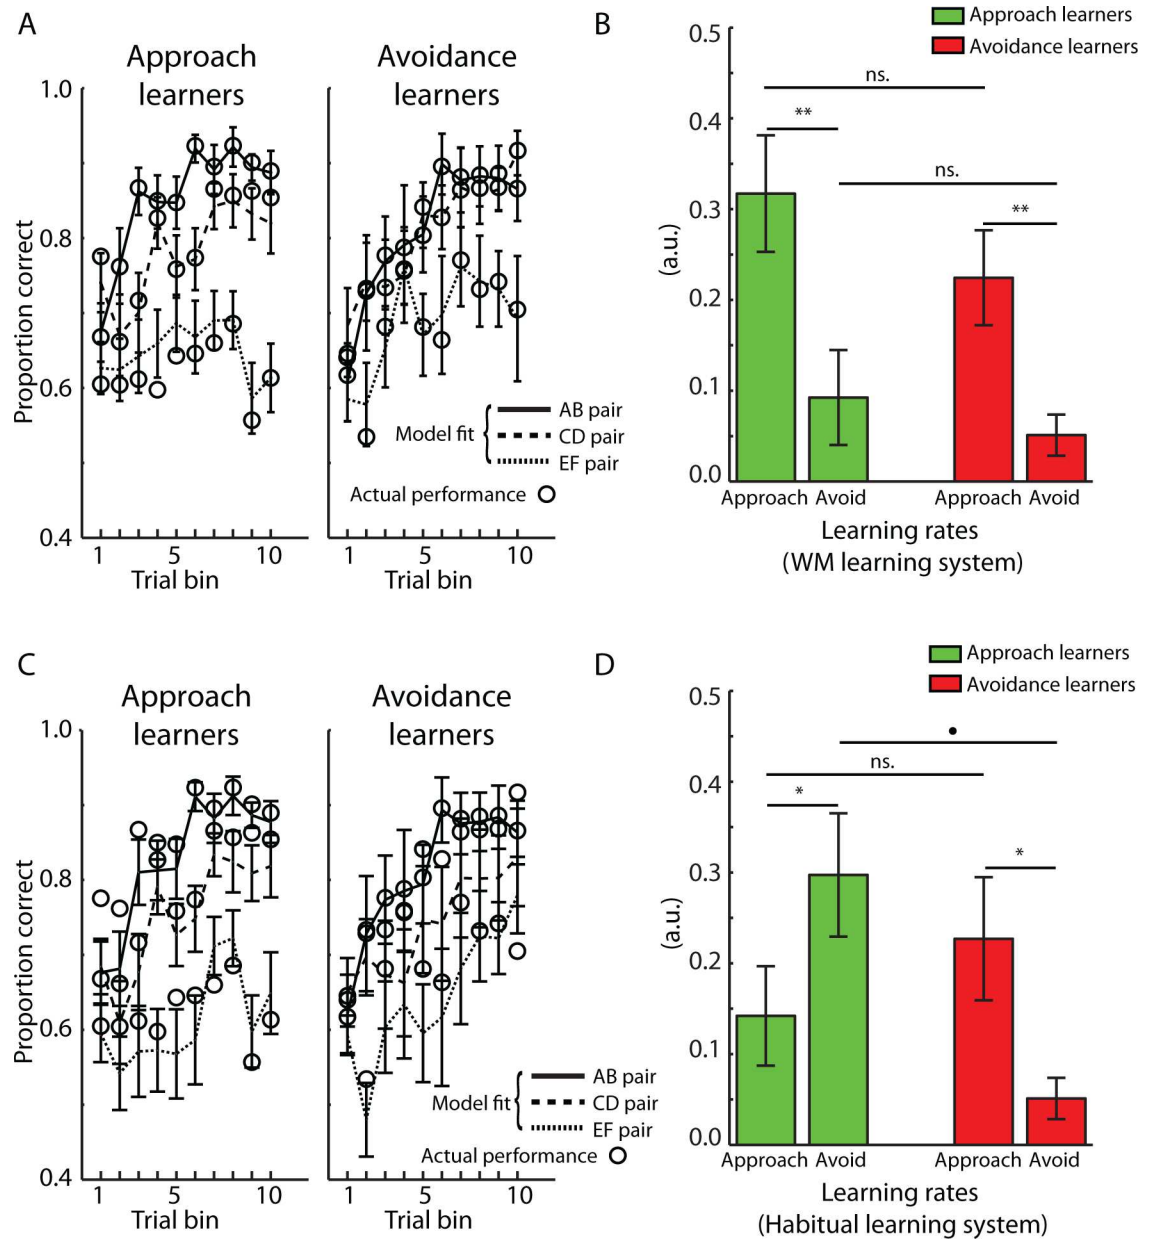 A
Approach
learners
Avoidance
learners
1.0
0.8
0.6
0.4
Proportion correct
Model fit
AB pair
CD pair
EF pair
Actual performance
1 5 10
Trial bin
1 5 10
Trial bin
B
Approach learners
Avoidance learners
0.5
0.4
0.3
0.2
0.1
0.0
(a.u.)
ns.
**
ns.
**
Approach Avoid
Approach Avoid
Learning rates
(WM learning system)
C
Approach
learners
Avoidance
learners
1.0
0.8
0.6
0.4
Proportion correct
Model fit
AB pair
CD pair
EF pair
Actual performance
1 5 10
Trial bin
1 5 10
Trial bin
D
Approach learners
Avoidance learners
0.5
0.4
0.3
0.2
0.1
0.0
(a.u.)
•
ns.
*
*
Approach Avoid
Approach Avoid
Learning rates
(Habitual learning system)